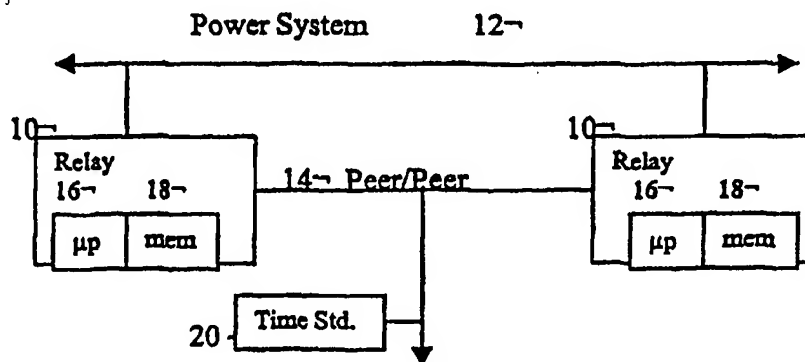 Power System 12¬
10¬ 10¬
Relay Relay
16¬ 18¬ 14¬ Peer/Peer 16¬ 18¬
µp mem µp mem
Time Std.
20